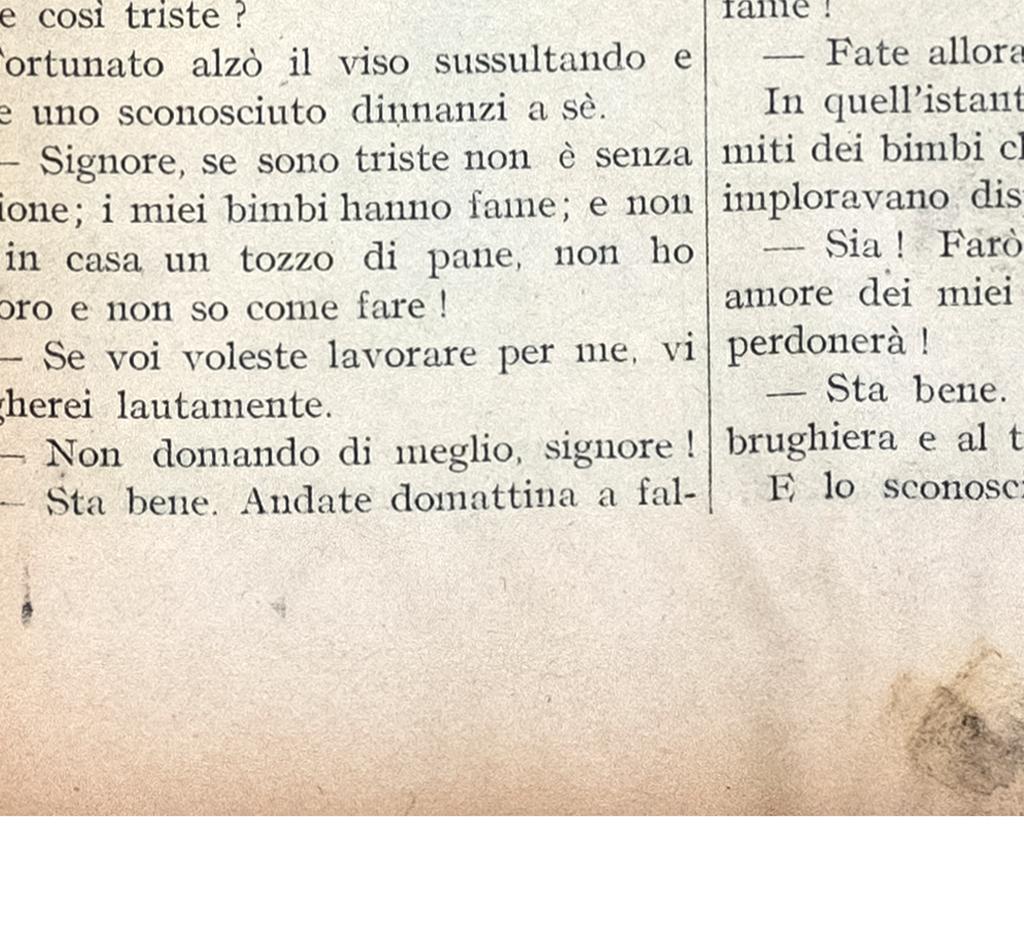 e così triste ?
ortunato alzò il viso sussultando e
e uno sconosciuto dinnanzi a sè.
— Signore, se sono triste non è senza
ione; i miei bimbi hanno fame; e non
in casa un tozzo di pane, non ho
oro e non so come fare !
— Se voi voleste lavorare per me, vi
gherei lautamente.
— Non domando di meglio, signore !
— Sta bene. Andate domattina a fal-
fame !
— Fate allora
In quell'istant
miti dei bimbi ch
imploravano dis
— Sia ! Farò
amore dei miei
perdonerà !
— Sta bene.
brughiera e al t
E lo sconosci